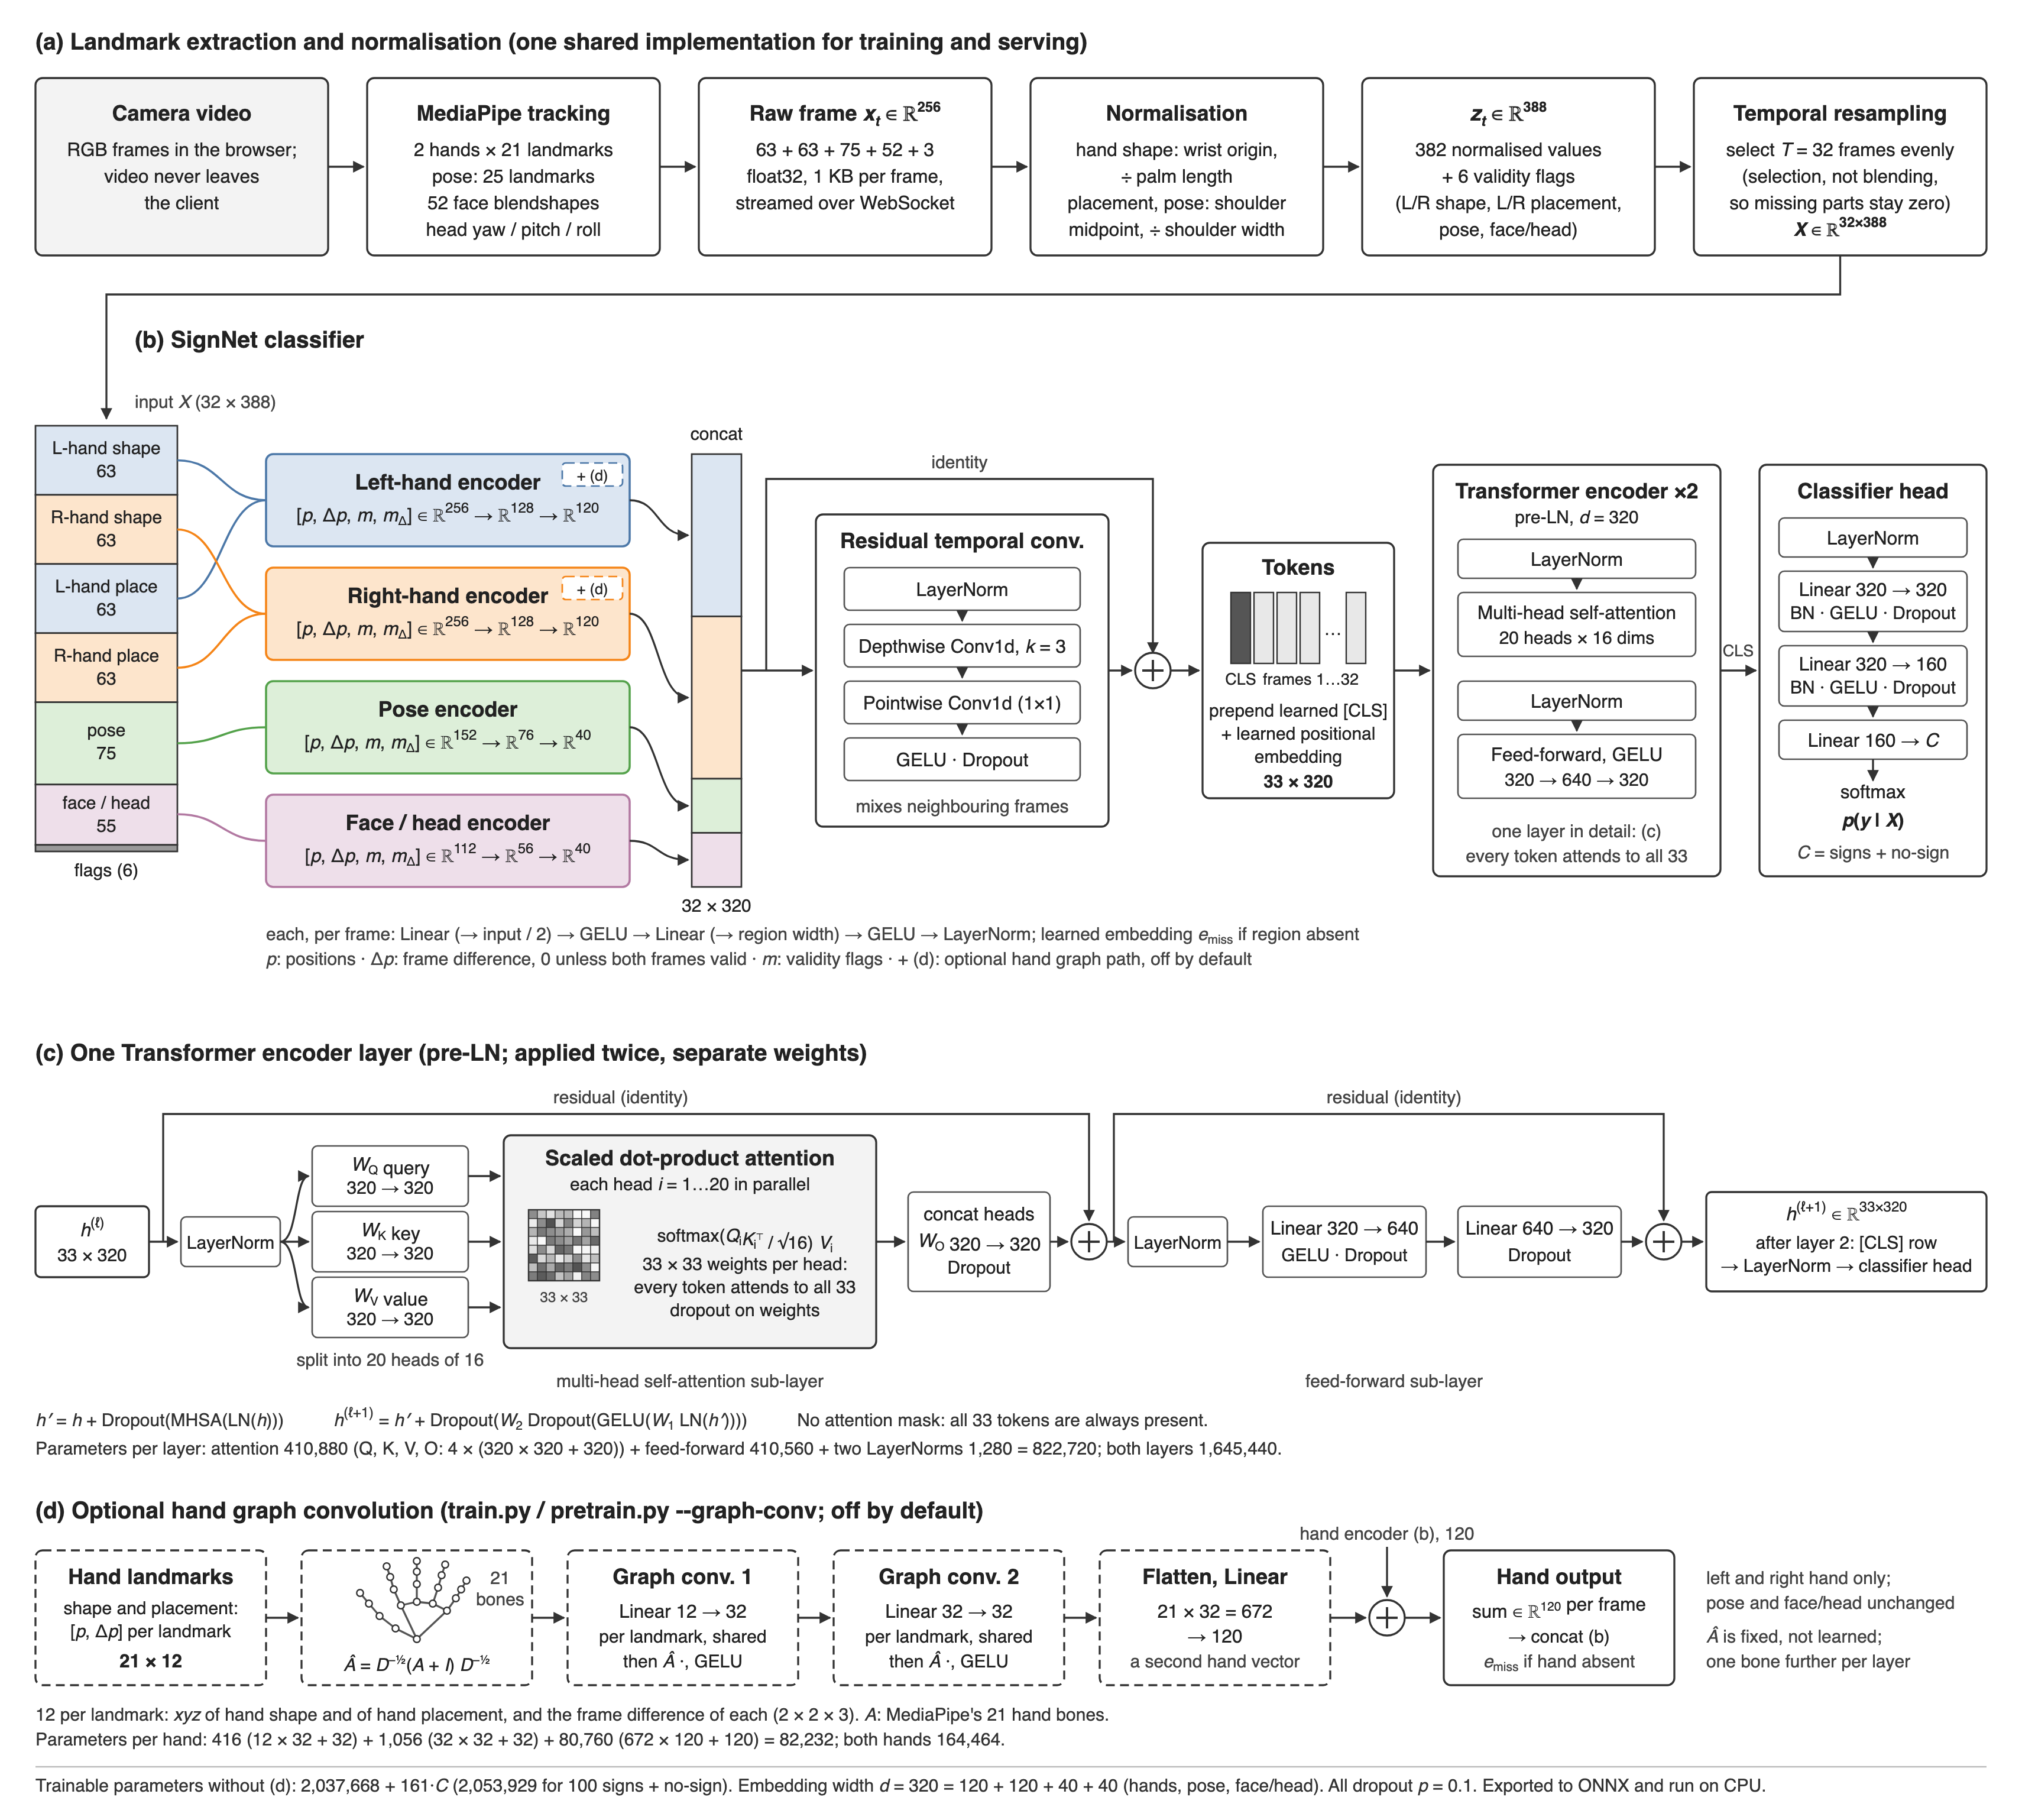 (a) Landmark extraction and normalisation (one shared implementation for training and serving)
Camera video
RGB frames in the browser;
video never leaves
the client
MediaPipe tracking
2 hands × 21 landmarks
pose: 25 landmarks
52 face blendshapes
head yaw / pitch / roll
Raw frame xₜ ∈ ℝ²⁵⁶
63 + 63 + 75 + 52 + 3
float32, 1 KB per frame,
streamed over WebSocket
Normalisation
hand shape: wrist origin,
÷ palm length
placement, pose: shoulder
midpoint, ÷ shoulder width
zₜ ∈ ℝ³⁸⁸
382 normalised values
+ 6 validity flags
(L/R shape, L/R placement,
pose, face/head)
Temporal resampling
select T = 32 frames evenly
(selection, not blending,
so missing parts stay zero)
X ∈ ℝ³²ˣ³⁸⁸
(b) SignNet classifier
input X (32 × 388)
L-hand shape
63
R-hand shape
63
L-hand place
63
R-hand place
63
pose
75
face / head
55
flags (6)
Left-hand encoder
+ (d)
[p, Δp, m, m_Δ] ∈ ℝ²⁵⁶ → ℝ¹²⁸ → ℝ¹²⁰
Right-hand encoder
+ (d)
[p, Δp, m, m_Δ] ∈ ℝ²⁵⁶ → ℝ¹²⁸ → ℝ¹²⁰
Pose encoder
[p, Δp, m, m_Δ] ∈ ℝ¹⁵² → ℝ⁷⁶ → ℝ⁴⁰
Face / head encoder
[p, Δp, m, m_Δ] ∈ ℝ¹¹² → ℝ⁵⁶ → ℝ⁴⁰
concat
32 × 320
identity
Residual temporal conv.
LayerNorm
Depthwise Conv1d, k = 3
Pointwise Conv1d (1×1)
GELU · Dropout
mixes neighbouring frames
Tokens
...
CLS frames 1…32
prepend learned [CLS]
+ learned positional
embedding
33 × 320
Transformer encoder ×2
pre-LN, d = 320
LayerNorm
Multi-head self-attention
20 heads × 16 dims
LayerNorm
Feed-forward, GELU
320 → 640 → 320
one layer in detail: (c)
every token attends to all 33
CLS
Classifier head
LayerNorm
Linear 320 → 320
BN · GELU · Dropout
Linear 320 → 160
BN · GELU · Dropout
Linear 160 → C
softmax
p(y | X)
C = signs + no-sign
each, per frame: Linear (→ input / 2) → GELU → Linear (→ region width) → GELU → LayerNorm; learned embedding e_miss if region absent
p: positions · Δp: frame difference, 0 unless both frames valid · m: validity flags · + (d): optional hand graph path, off by default
(c) One Transformer encoder layer (pre-LN; applied twice, separate weights)
residual (identity)
residual (identity)
h⁽ˡ⁾
33 × 320
LayerNorm
W_Q query
320 → 320
W_K key
320 → 320
W_V value
320 → 320
split into 20 heads of 16
Scaled dot-product attention
each head i = 1…20 in parallel
33 × 33
softmax(QᵢKᵢᵀ / √16) Vᵢ
33 × 33 weights per head:
every token attends to all 33
dropout on weights
concat heads
W_O 320 → 320
Dropout
LayerNorm
Linear 320 → 640
GELU · Dropout
Linear 640 → 320
Dropout
h⁽ˡ⁺¹⁾ ∈ ℝ³³ˣ³²⁰
after layer 2: [CLS] row
→ LayerNorm → classifier head
multi-head self-attention sub-layer
feed-forward sub-layer
h′ = h + Dropout(MHSA(LN(h))) h⁽ˡ⁺¹⁾ = h′ + Dropout(W₂ Dropout(GELU(W₁ LN(h′)))) No attention mask: all 33 tokens are always present.
Parameters per layer: attention 410,880 (Q, K, V, O: 4 × (320 × 320 + 320)) + feed-forward 410,560 + two LayerNorms 1,280 = 822,720; both layers 1,645,440.
(d) Optional hand graph convolution (train.py / pretrain.py --graph-conv; off by default)
Hand landmarks
shape and placement:
[p, Δp] per landmark
21 × 12
21
bones
Â = D⁻½(A + I) D⁻½
Graph conv. 1
Linear 12 → 32
per landmark, shared
then Â ·, GELU
Graph conv. 2
Linear 32 → 32
per landmark, shared
then Â ·, GELU
Flatten, Linear
21 × 32 = 672
→ 120
a second hand vector
hand encoder (b), 120
Hand output
sum ∈ ℝ¹²⁰ per frame
→ concat (b)
e_miss if hand absent
left and right hand only;
pose and face/head unchanged
Â is fixed, not learned;
one bone further per layer
12 per landmark: xyz of hand shape and of hand placement, and the frame difference of each (2 × 2 × 3). A: MediaPipe's 21 hand bones.
Parameters per hand: 416 (12 × 32 + 32) + 1,056 (32 × 32 + 32) + 80,760 (672 × 120 + 120) = 82,232; both hands 164,464.
Trainable parameters without (d): 2,037,668 + 161·C (2,053,929 for 100 signs + no-sign). Embedding width d = 320 = 120 + 120 + 40 + 40 (hands, pose, face/head). All dropout p = 0.1. Exported to ONNX and run on CPU.